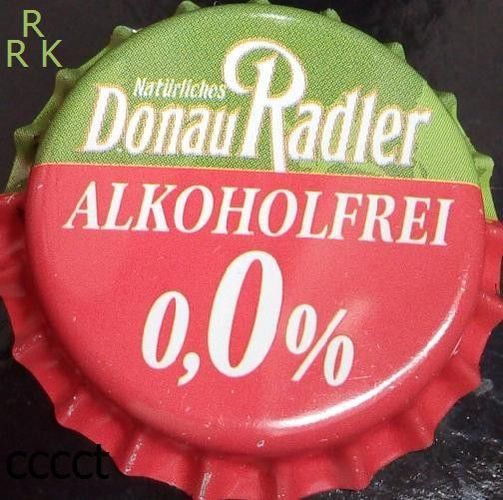 R
R K
Natürliches
Donau Radler
ALKOHOLFREI
0,0%
cccct